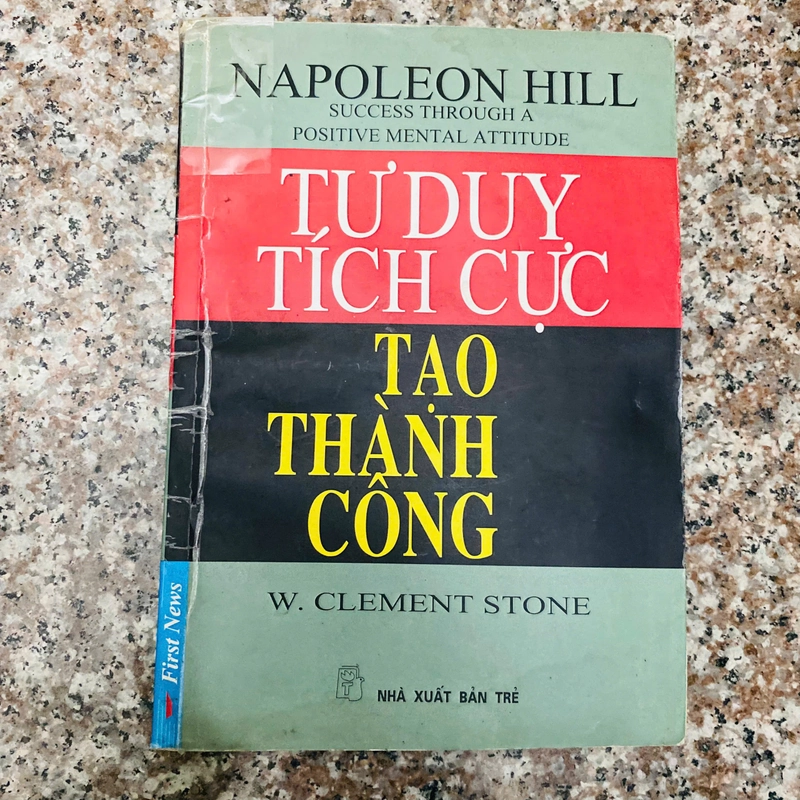 NAPOLEON HILL
SUCCESS THROUGH A
POSITIVE MENTAL ATTITUDE
TƯ DUY
TÍCH CỰC
TẠO
THÀNH
CÔNG
W. CLEMENT STONE
First News
NHÀ XUẤT BẢN TRẺ